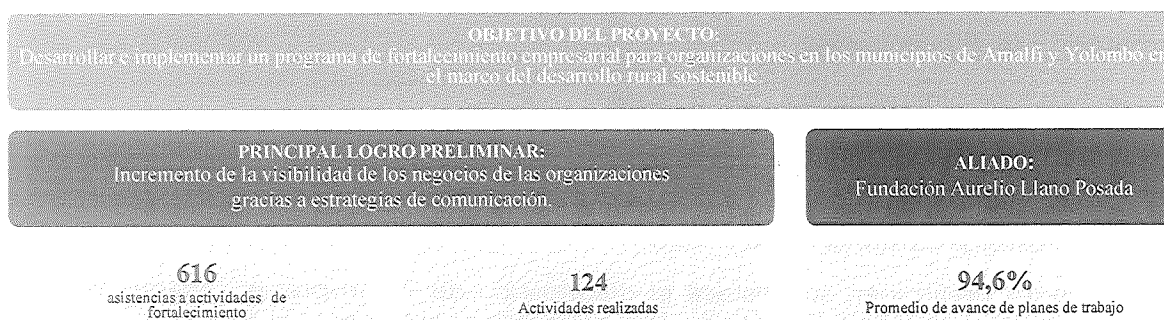 OBJETIVO DEL PROYECTO:
Desarrollar e implementar un programa de fortalecimiento empresarial para organizaciones en los municipios de Amalfi y Yolombo en
el marco del desarrollo rural sostenible
PRINCIPAL LOGRO PRELIMINAR:
Incremento de la visibilidad de los negocios de las organizaciones
gracias a estrategias de comunicación.
ALIADO:
Fundación Aurelio Llano Posada
616
asistencias a actividades de
fortalecimiento
124
Actividades realizadas
94,6%
Promedio de avance de planes de trabajo